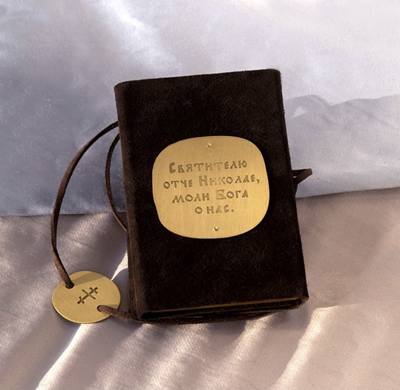 Святителю
отче Николае,
моли Бога
о нас.